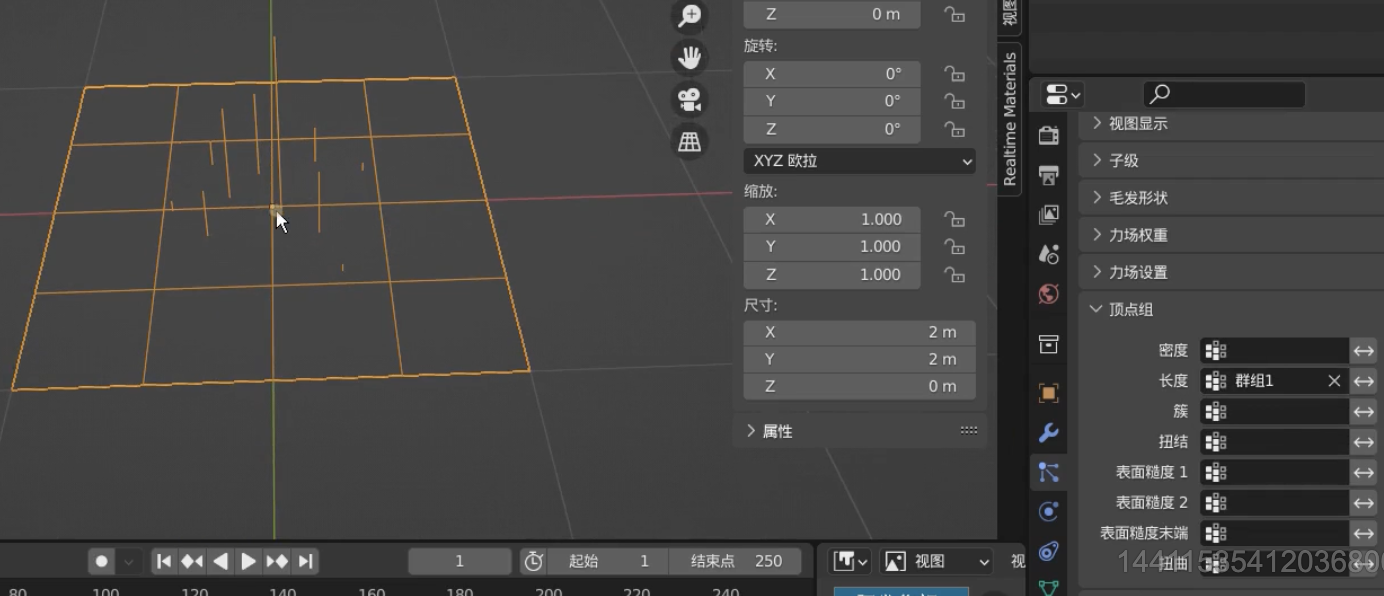 Z 0 m
视图
旋转:
X 0°
Y 0°
Z 0°
XYZ 欧拉
缩放:
X 1.000
Y 1.000
Z 1.000
尺寸:
X 2 m
Y 2 m
Z 0 m
属性
Realtime Materials
视图显示
子级
毛发形状
力场权重
力场设置
顶点组
密度
长度 群组1
簇
扭结
表面糙度 1
表面糙度 2
表面糙度末端
扭曲
1 起始 1 结束点 250
视图 视
80 100 120 140 160 180 200 220 240